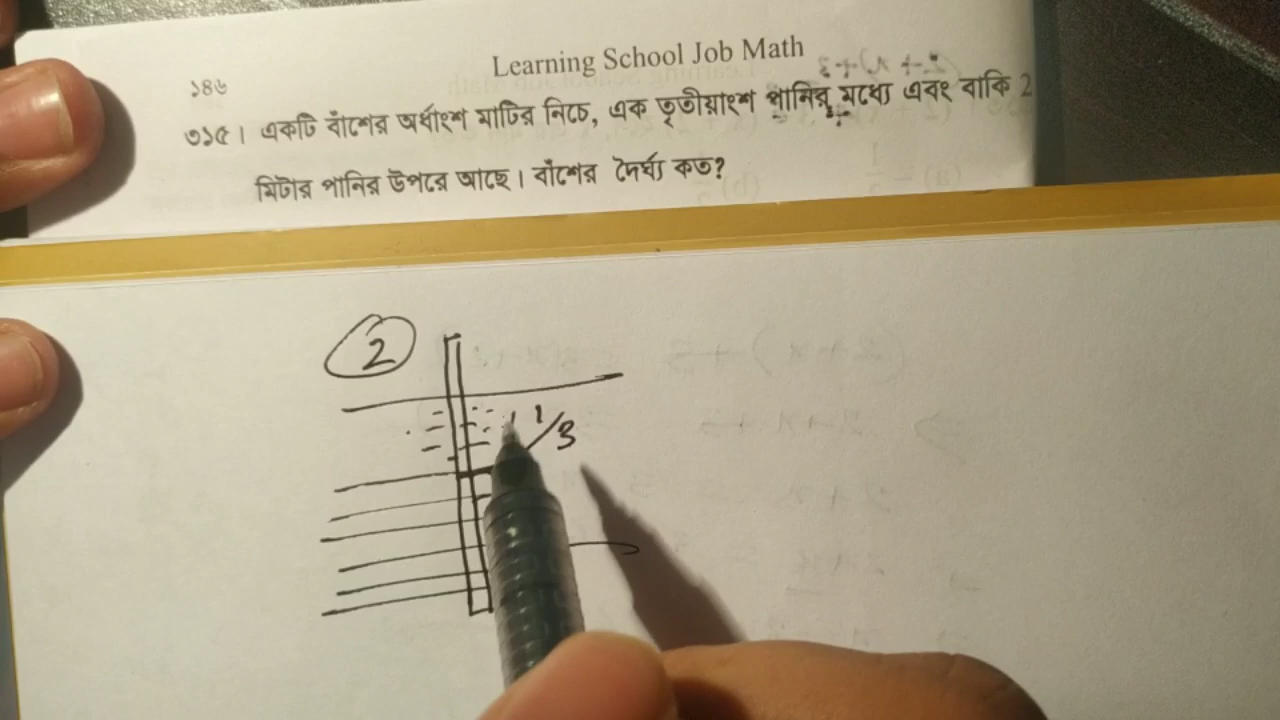 Learning School Job Math
১৪৬
৩১৫। একটি বাঁশের অর্ধাংশ মাটির নিচে, এক তৃতীয়াংশ পানির মধ্যে এবং বাকি 2
মিটার পানির উপরে আছে। বাঁশের দৈর্ঘ্য কত?
2
1/3